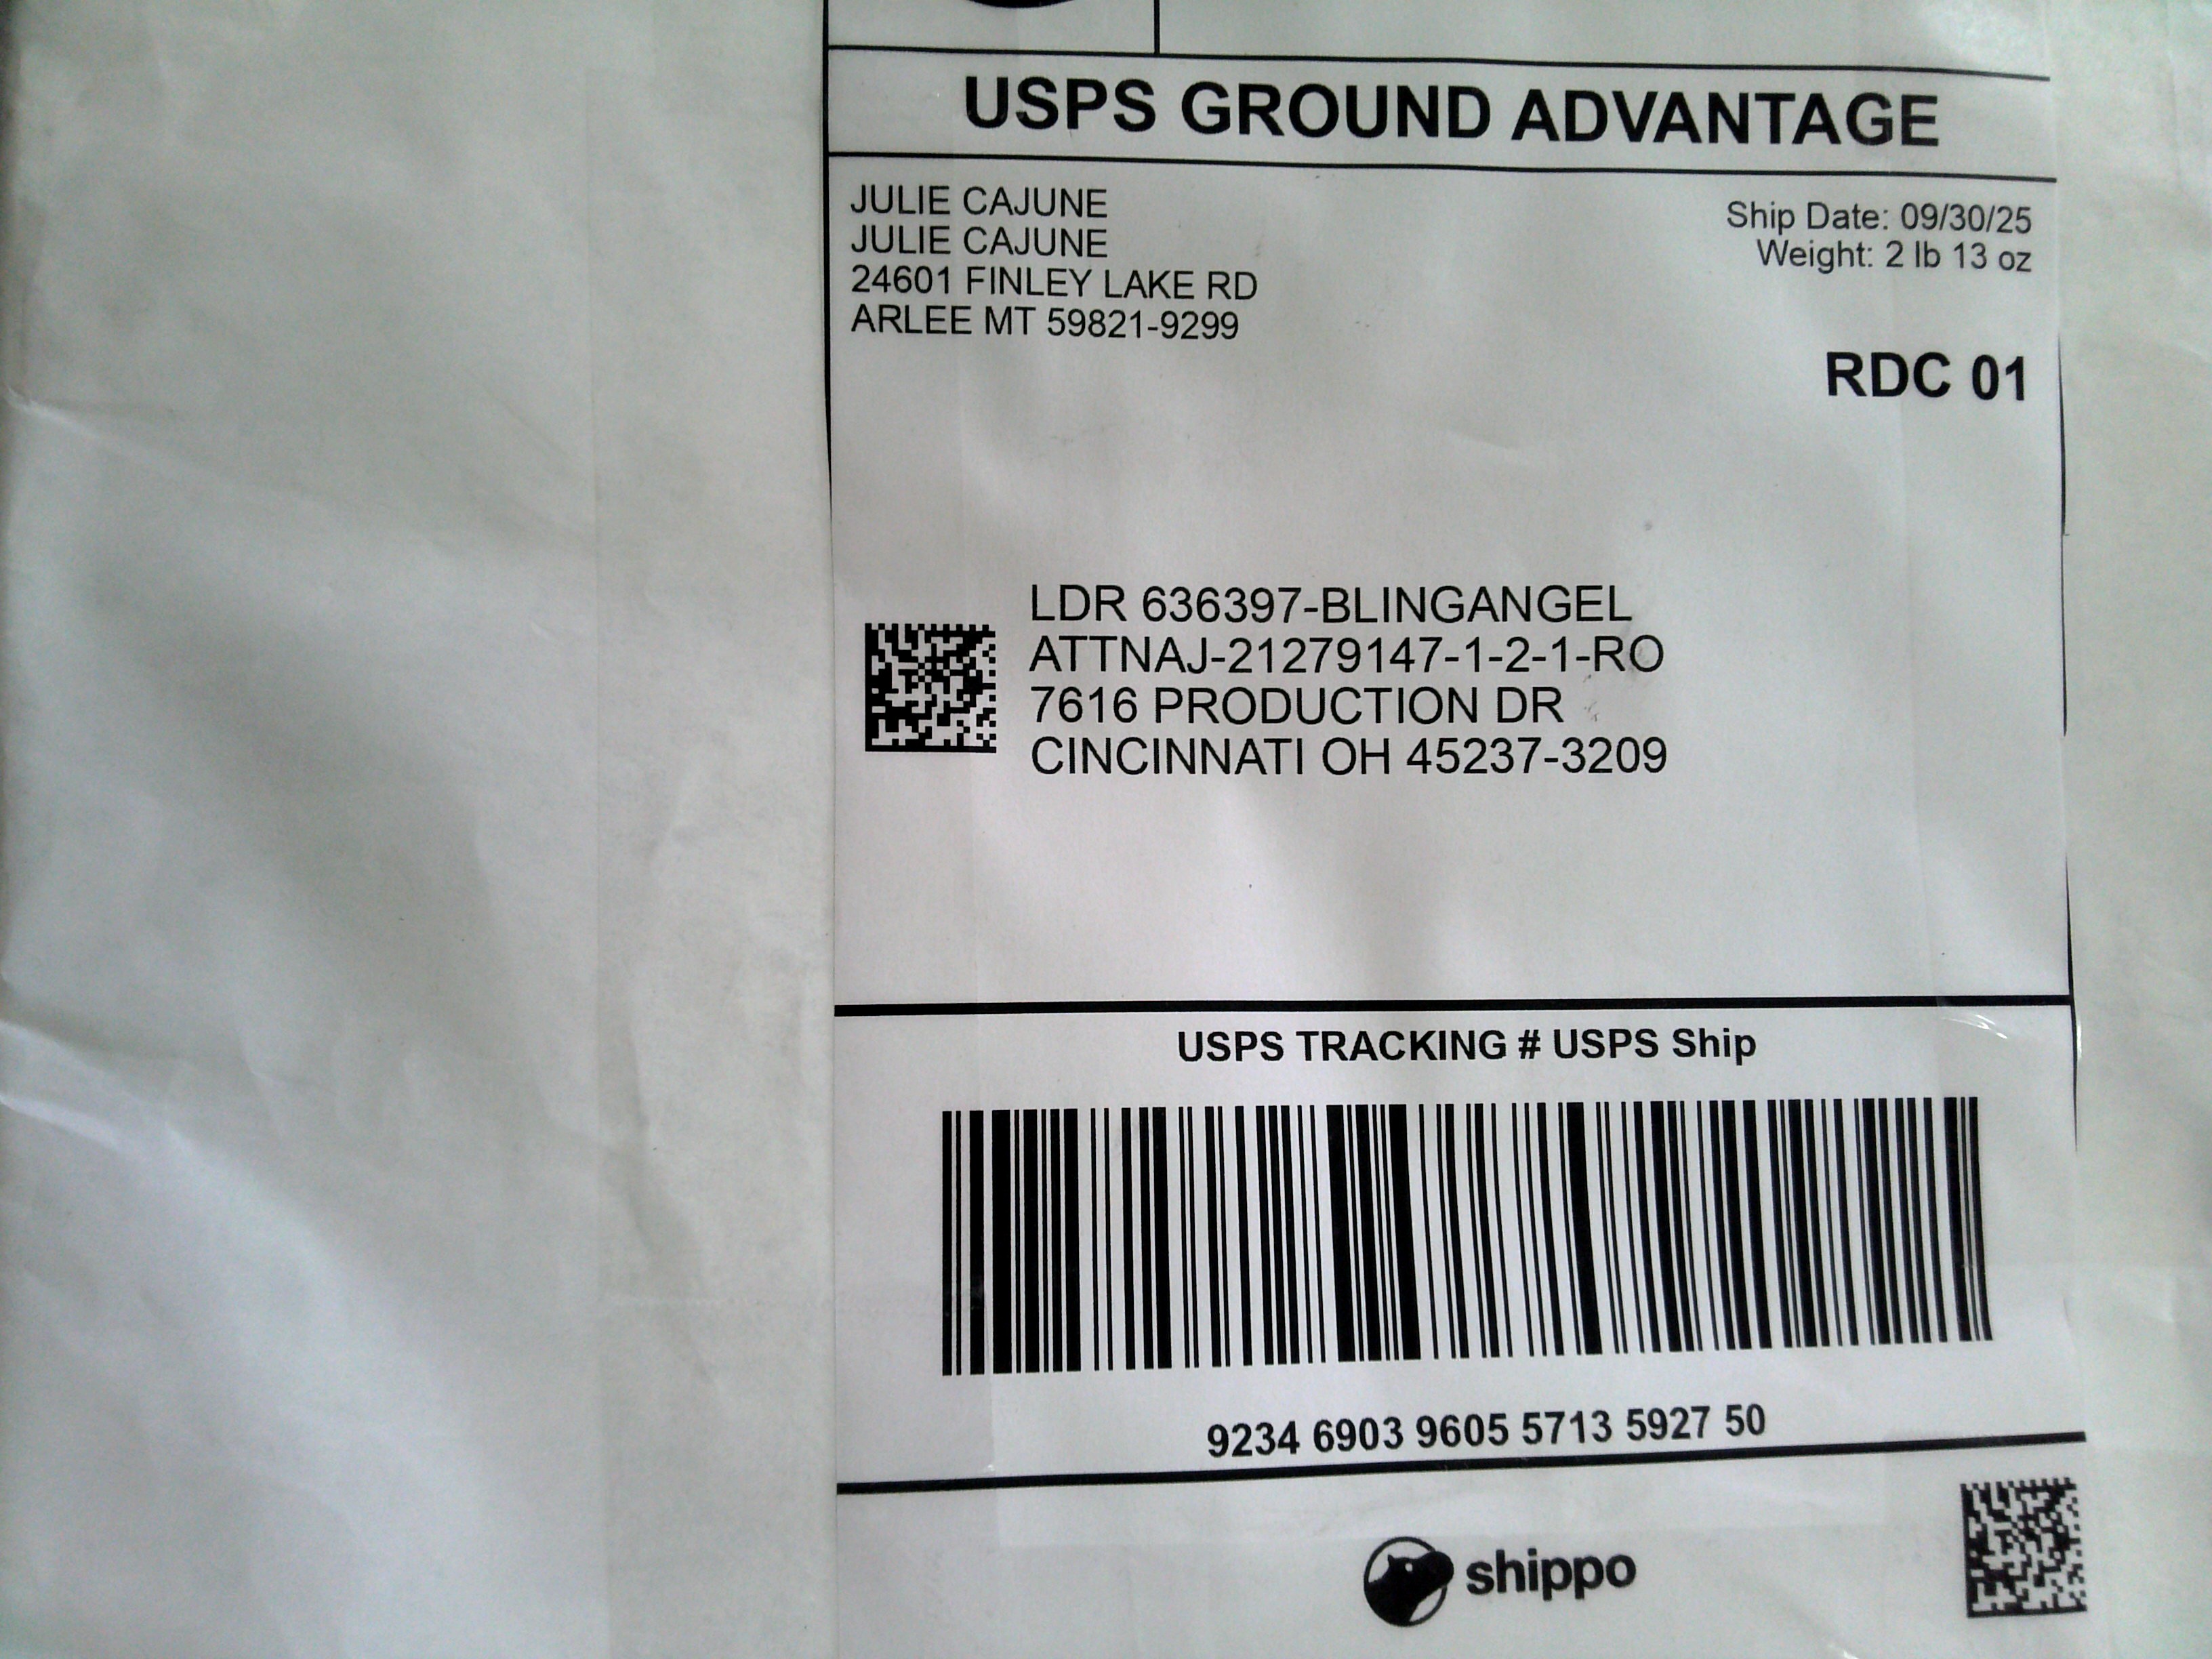 USPS GROUND ADVANTAGE
JULIE CAJUNE
JULIE CAJUNE
24601 FINLEY LAKE RD
ARLEE MT 59821-9299
Ship Date: 09/30/25
Weight: 2 lb 13 oz
RDC 01
LDR 636397-BLINGANGEL
ATTNAJ-21279147-1-2-1-RO
7616 PRODUCTION DR
CINCINNATI OH 45237-3209
USPS TRACKING # USPS Ship
9234 6903 9605 5713 5927 50
shippo